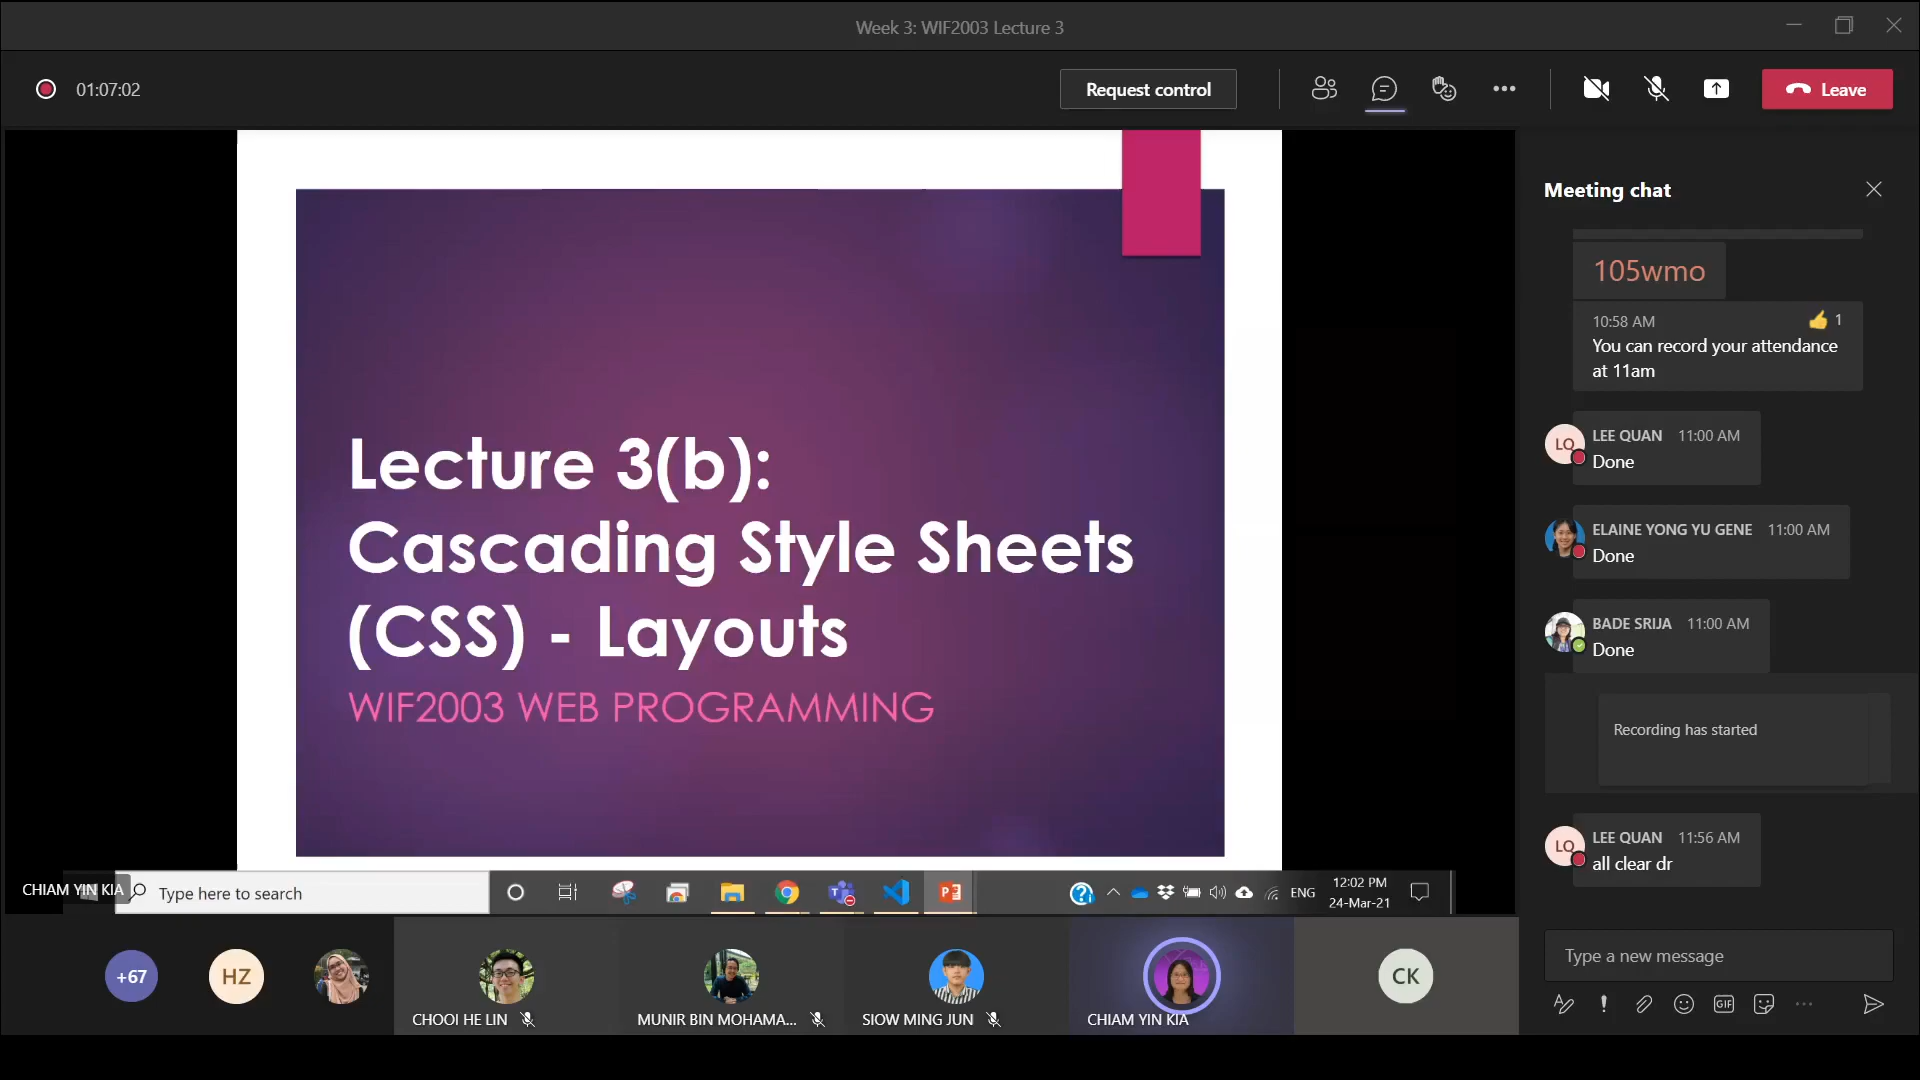 Week 3: WIF2003 Lecture 3
01:07:02
Request control
Leave
Lecture 3(b):
Cascading Style Sheets
(CSS) - Layouts
WIF2003 WEB PROGRAMMING
Meeting chat
105wmo
10:58 AM
1
You can record your attendance
at 11am
LQ
LEE QUAN 11:00 AM
Done
ELAINE YONG YU GENE 11:00 AM
Done
BADE SRIJA 11:00 AM
Done
Recording has started
LQ
LEE QUAN 11:56 AM
all clear dr
Type a new message
GIF
CHIAM YIN KIA
Type here to search
ENG
12:02 PM
24-Mar-21
+67
HZ
CHOOI HE LIN
MUNIR BIN MOHAMA...
SIOW MING JUN
CHIAM YIN KIA
CK